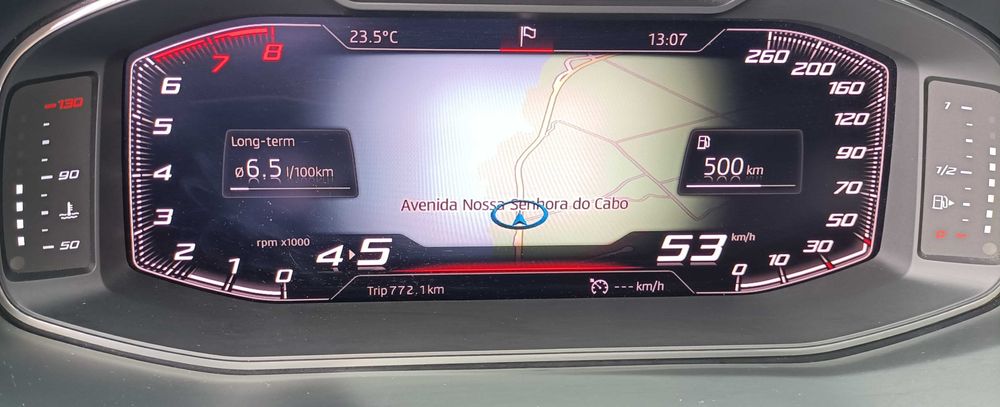 23.5°C
13:07
8
7
6
5
4
3
2
1
0
rpm x1000
Long-term
ø6,5 l/100km
Avenida Nossa Senhora do Cabo
4▸5
53 km/h
500 km
260
200
160
120
90
70
50
30
10
0
Trip 772.1km
--- km/h
130
90
50
1
1/2